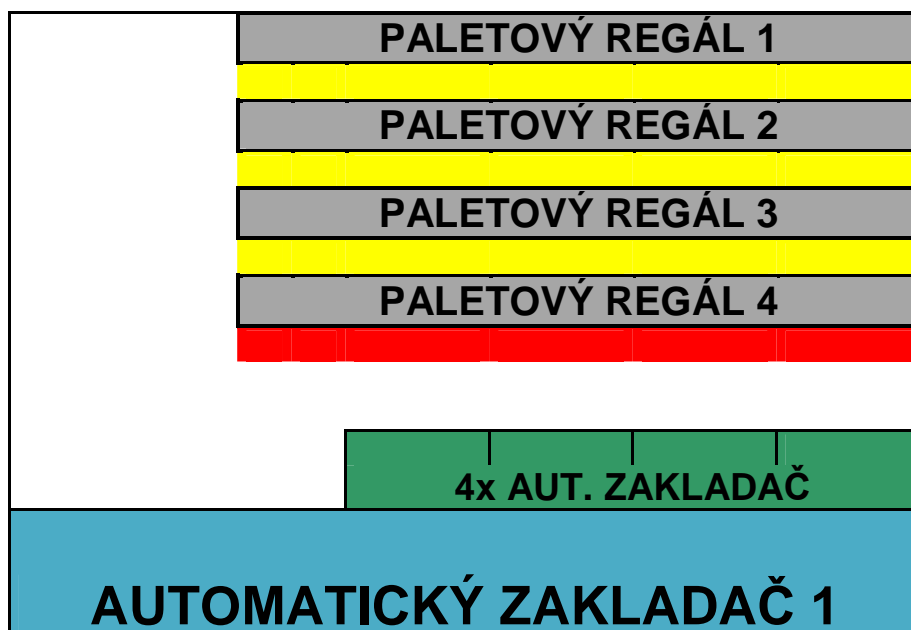 PALETOVÝ REGÁL 1
PALETOVÝ REGÁL 2
PALETOVÝ REGÁL 3
PALETOVÝ REGÁL 4
4x AUT. ZAKLADAČ
AUTOMATICKÝ ZAKLADAČ 1